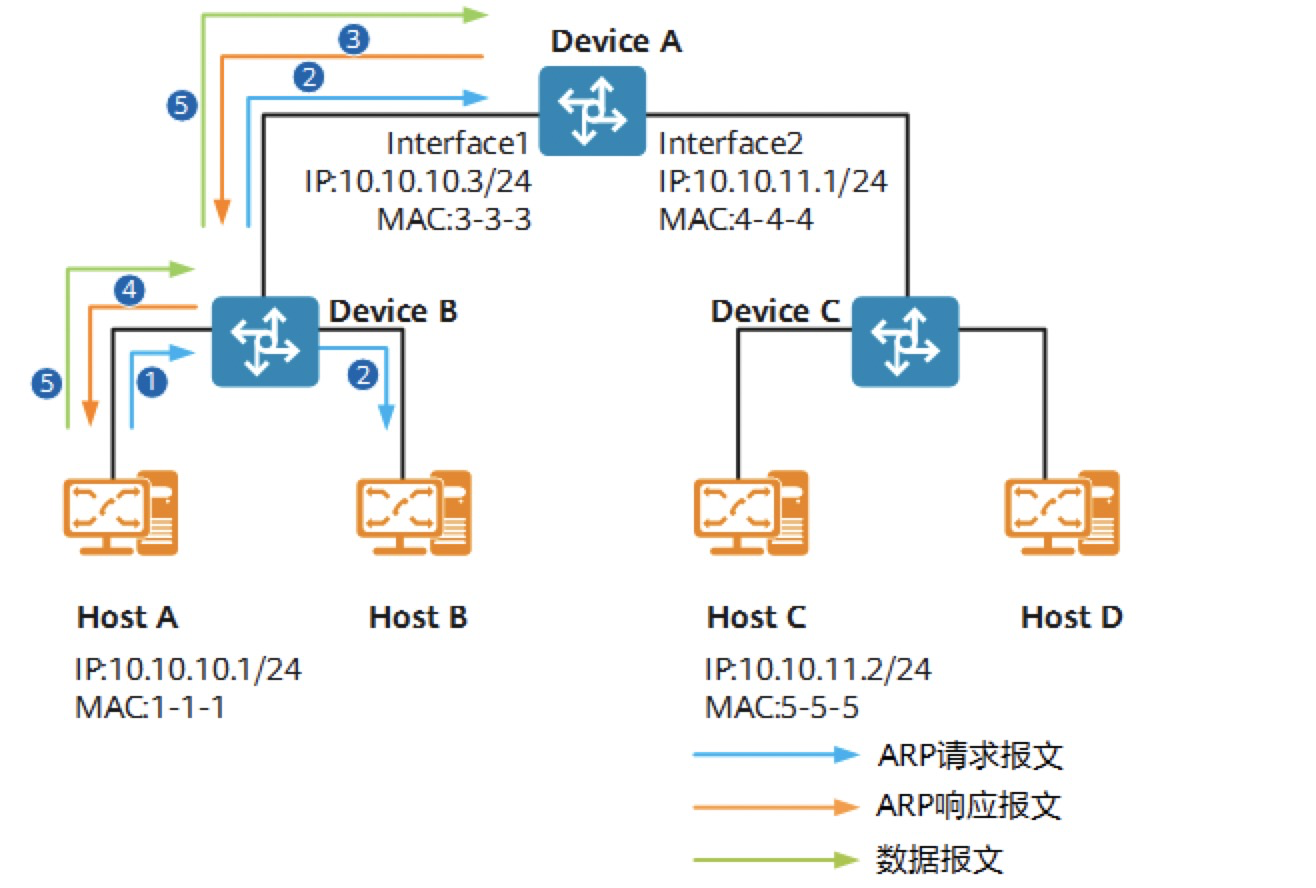 3
Device A
2
5
Interface1
IP:10.10.10.3/24
MAC:3-3-3
Interface2
IP:10.10.11.1/24
MAC:4-4-4
4
Device B
Device C
5
1
2
Host A
Host B
Host C
Host D
IP:10.10.10.1/24
MAC:1-1-1
IP:10.10.11.2/24
MAC:5-5-5
ARP请求报文
ARP响应报文
数据报文